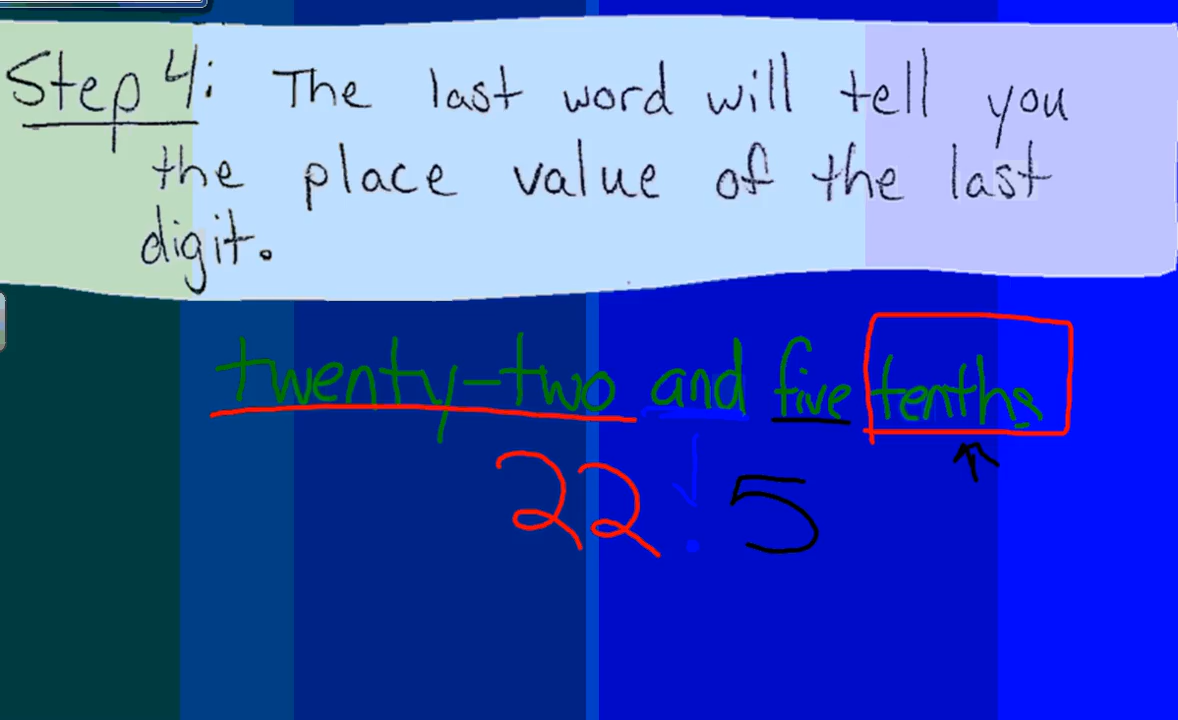 Step 4: The last word will tell you
the place value of the last
digit.
twenty-two and five tenths
22.5